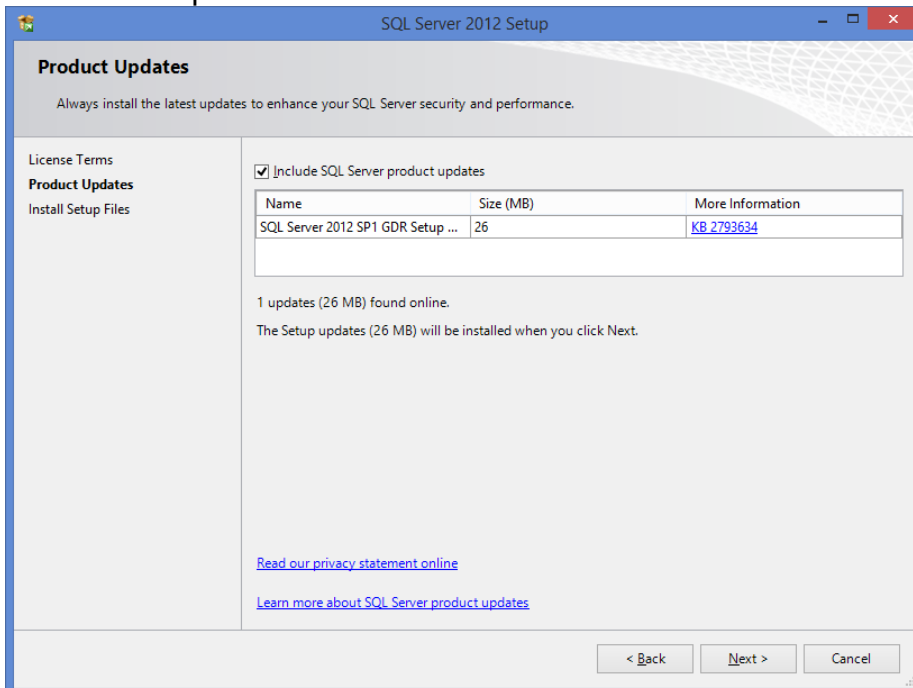 SQL Server 2012 Setup
Product Updates
Always install the latest updates to enhance your SQL Server security and performance.
License Terms
Product Updates
Install Setup Files
Include SQL Server product updates
Name Size (MB) More Information
SQL Server 2012 SP1 GDR Setup ... 26 KB 2793634
1 updates (26 MB) found online.
The Setup updates (26 MB) will be installed when you click Next.
Read our privacy statement online
Learn more about SQL Server product updates
< Back Next > Cancel